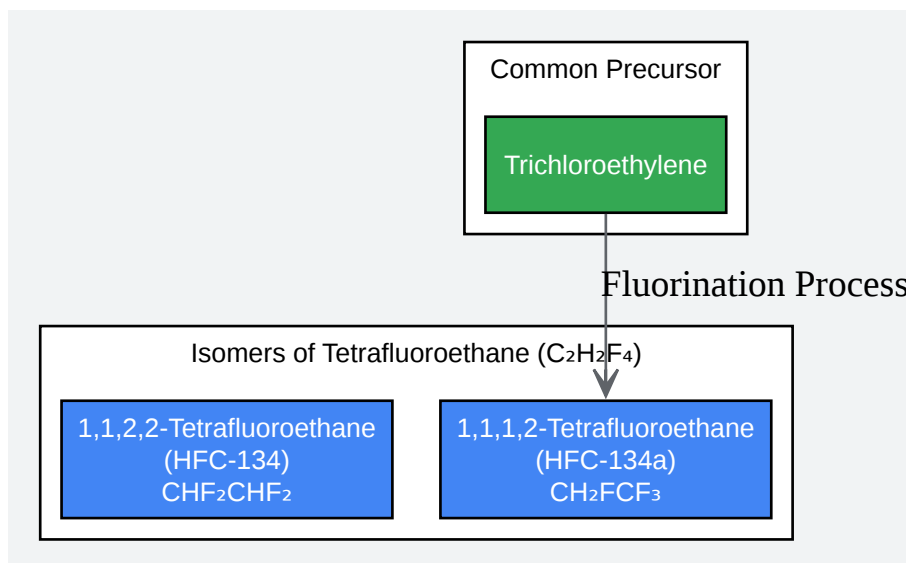 Common Precursor
Trichloroethylene
Fluorination Process
Isomers of Tetrafluoroethane (C₂H₂F₄)
1,1,2,2-Tetrafluoroethane
(HFC-134)
CHF₂CHF₂
1,1,1,2-Tetrafluoroethane
(HFC-134a)
CH₂FCF₃